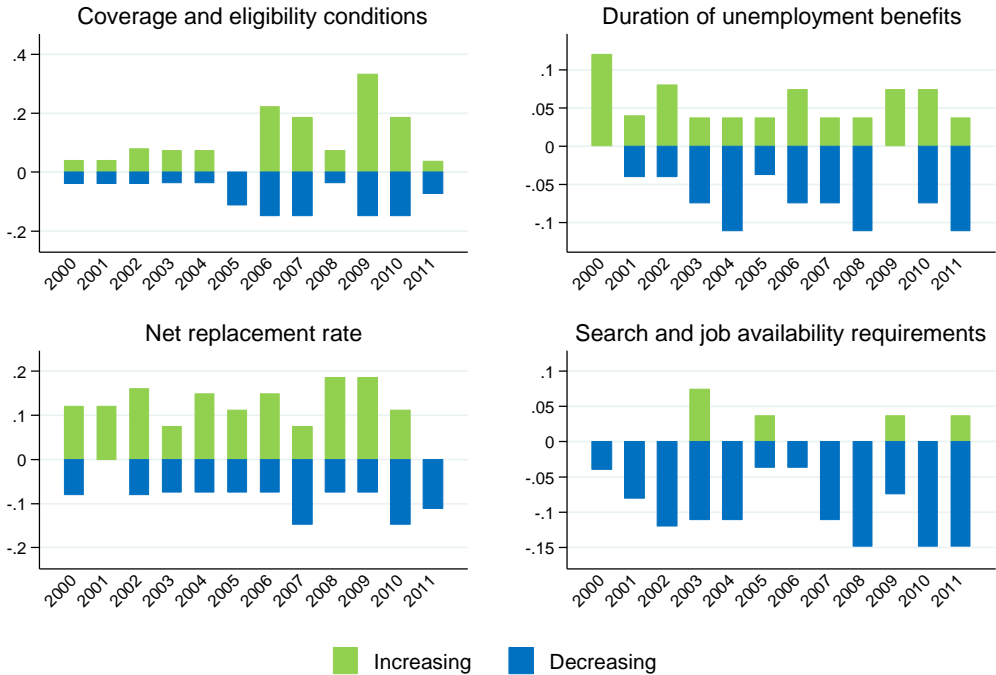 Coverage and eligibility conditions
.4
.2
0
-.2
2000 2001 2002 2003 2004 2005 2006 2007 2008 2009 2010 2011
Duration of unemployment benefits
.1
.05
0
-.05
-.1
2000 2001 2002 2003 2004 2005 2006 2007 2008 2009 2010 2011
Net replacement rate
.2
.1
0
-.1
-.2
2000 2001 2002 2003 2004 2005 2006 2007 2008 2009 2010 2011
Search and job availability requirements
.1
.05
0
-.05
-.1
-.15
2000 2001 2002 2003 2004 2005 2006 2007 2008 2009 2010 2011
Increasing Decreasing